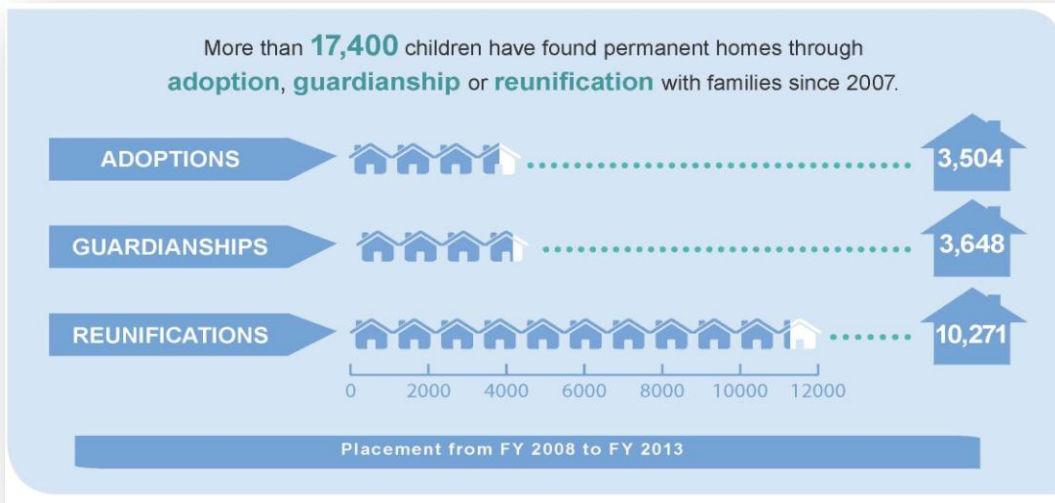 More than 17,400 children have found permanent homes through
adoption, guardianship or reunification with families since 2007.
ADOPTIONS
3,504
GUARDIANSHIPS
3,648
REUNIFICATIONS
10,271
0 2000 4000 6000 8000 10000 12000
Placement from FY 2008 to FY 2013